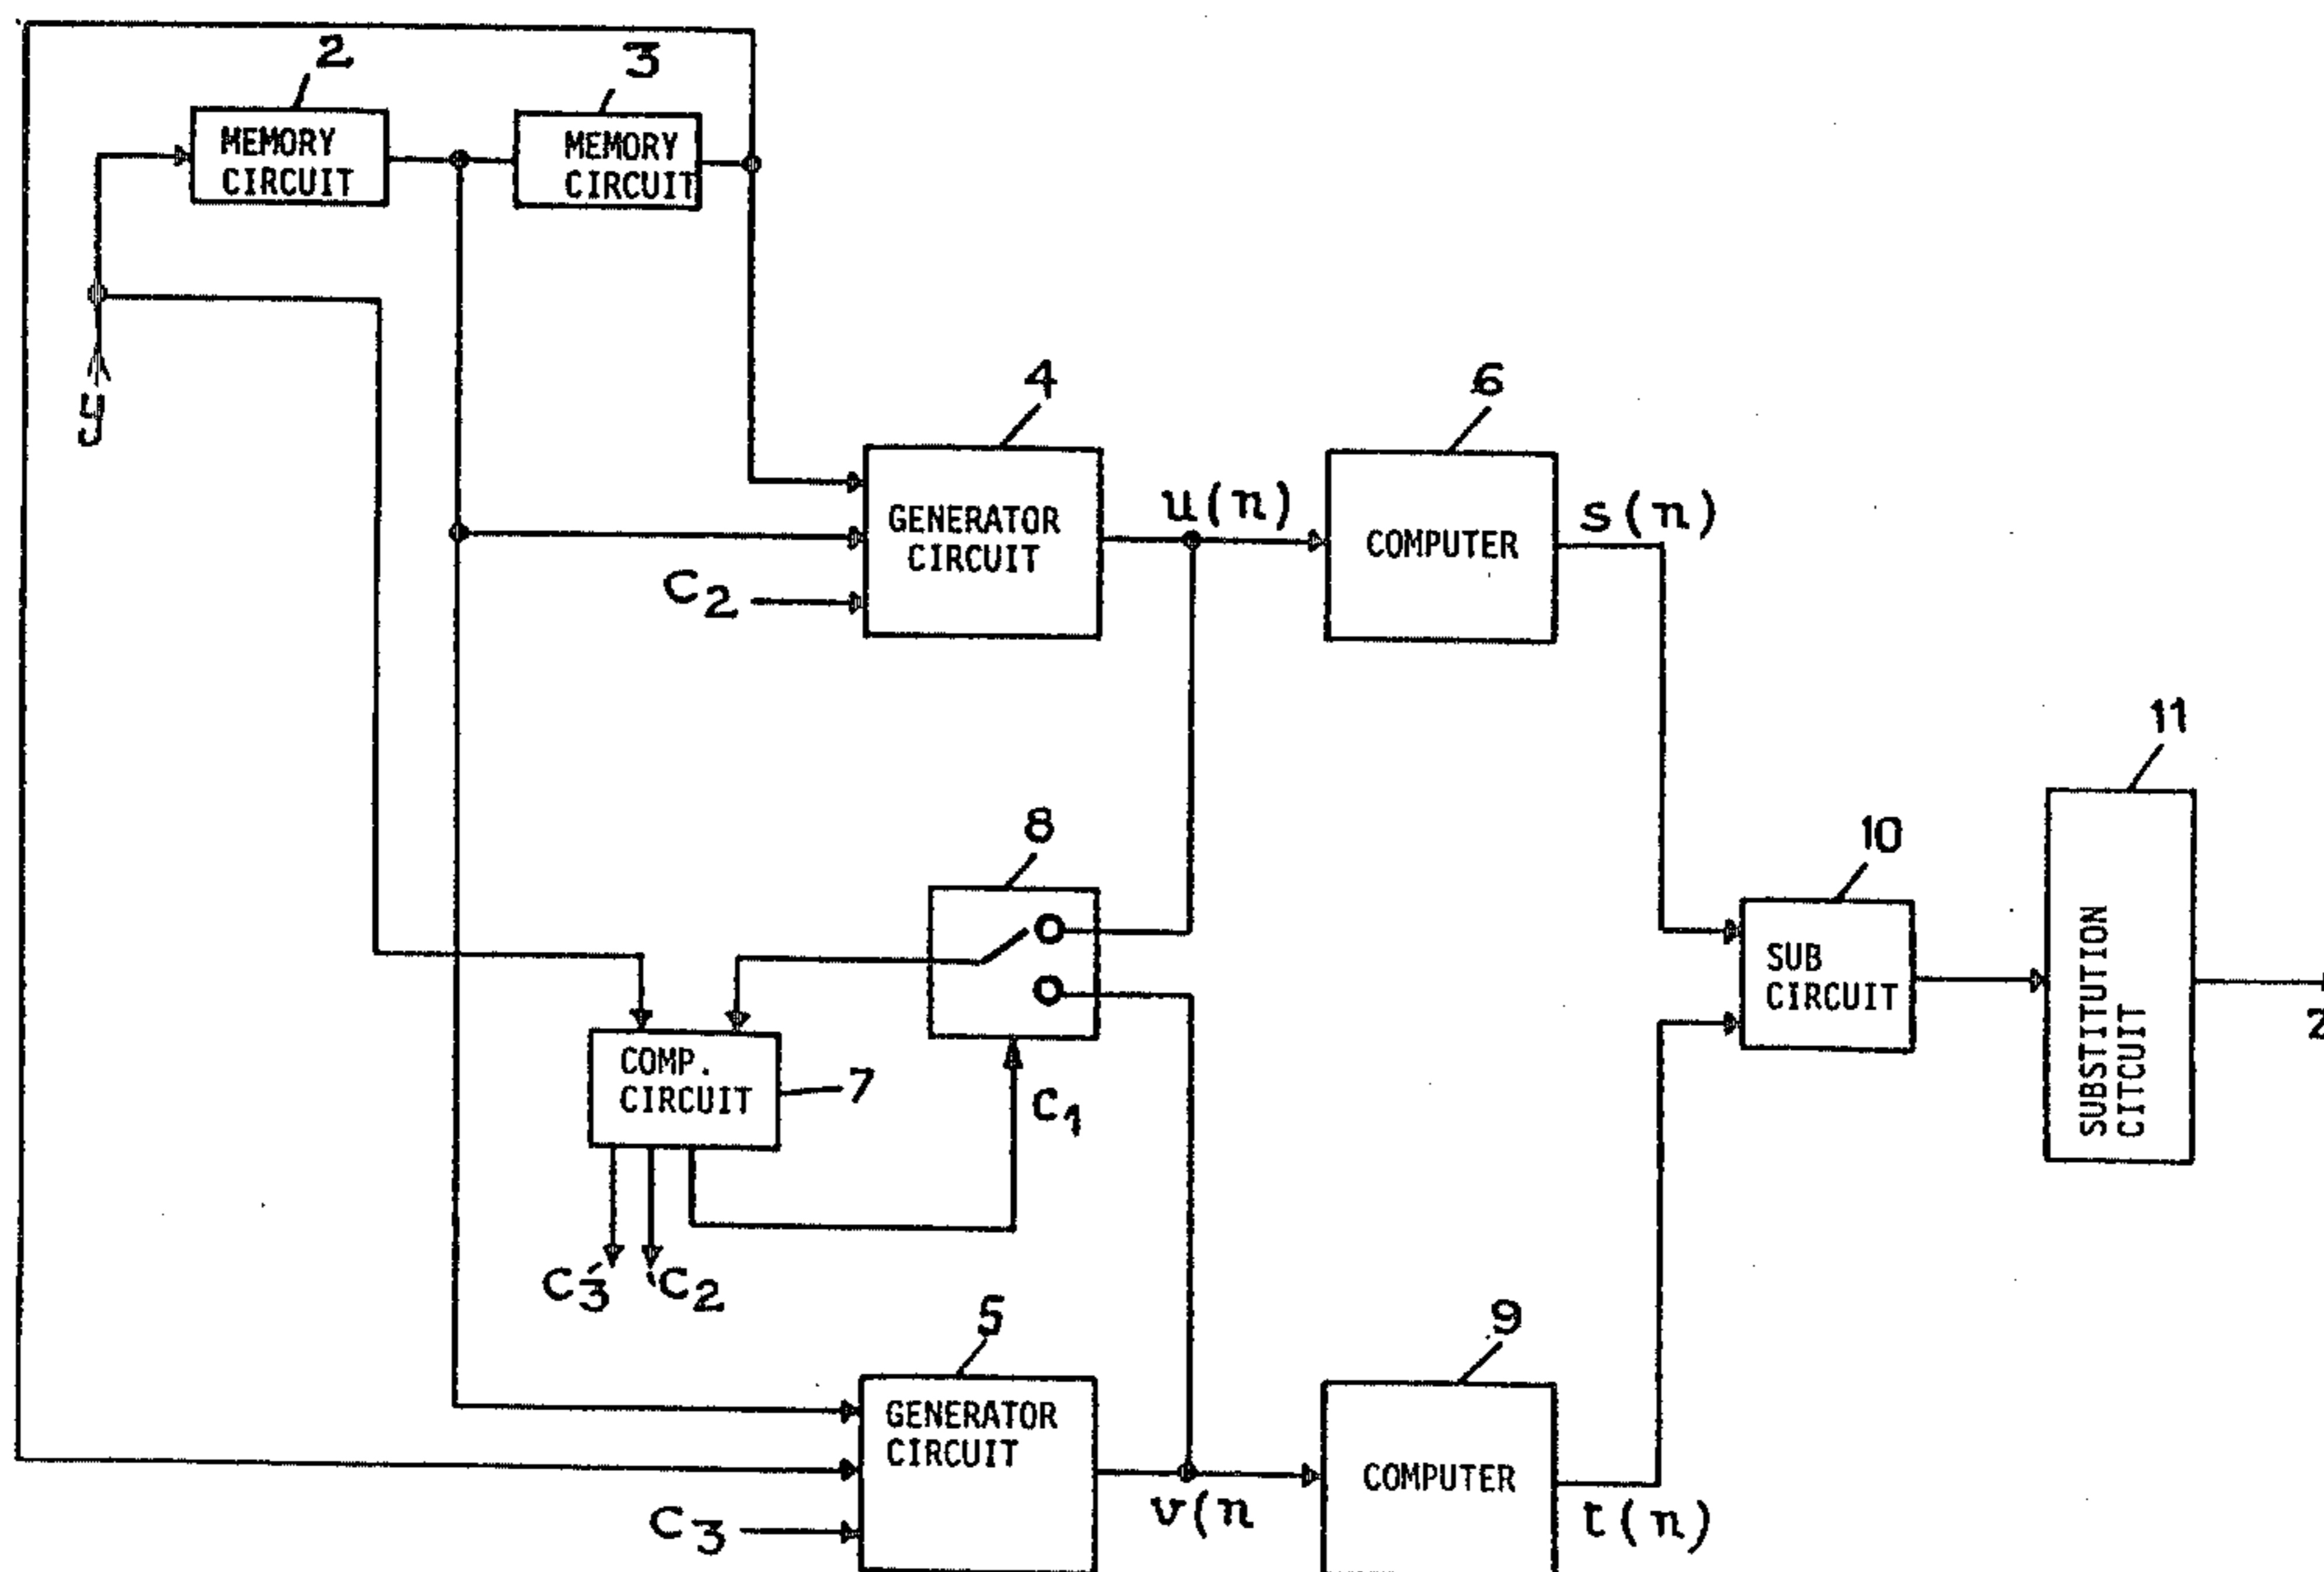 2
3
MEMORY
CIRCUIT
MEMORY
CIRCUIT
y
4
6
GENERATOR
CIRCUIT
u(n)
COMPUTER
s(n)
C2
11
8
10
SUB
CIRCUIT
SUBSTITUTION
CITCUIT
COMP.
CIRCUIT
7
C1
C3
C2
5
9
GENERATOR
CIRCUIT
COMPUTER
C3
v(n
t(n)